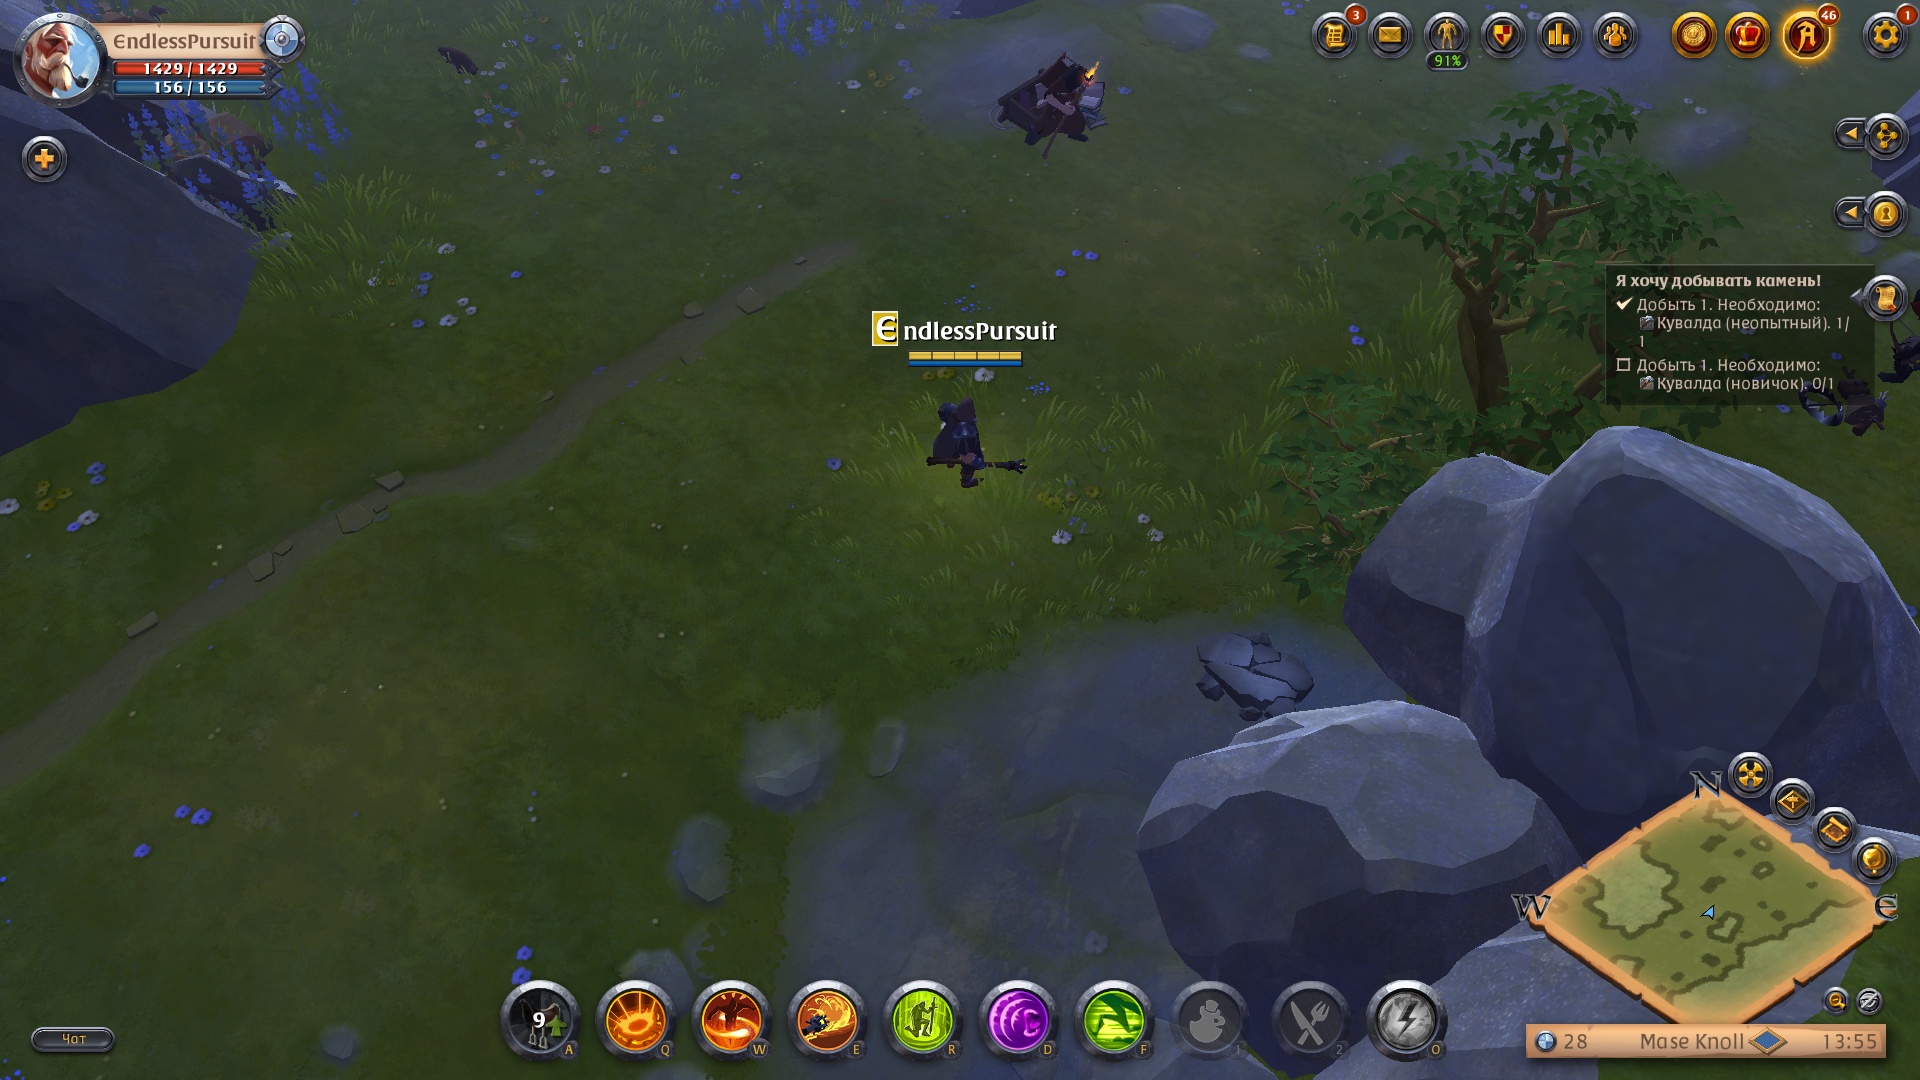 EndlessPursuit
1429 / 1429
156 / 156
3
91%
46
1
EndlessPursuit
Я хочу добывать камень!
Добыть 1. Необходимо:
Кувалда (неопытный). 1/
1
Добыть 1. Необходимо:
Кувалда (новичок). 0/1
N
W
E
9
A
Q
W
E
R
D
F
1
2
O
Чат
28
Mase Knoll
13:55